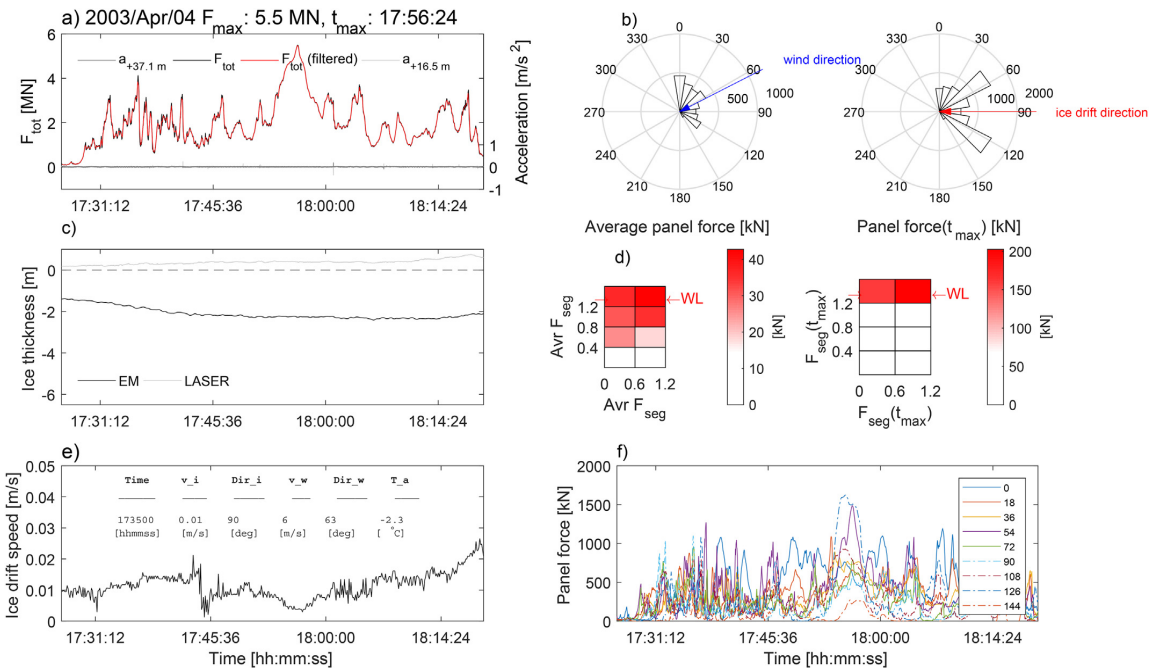 a) 2003/Apr/04 F_max: 5.5 MN, t_max: 17:56:24
6
4
2
0
F_tot [MN]
a_+37.1 m
F_tot
F_tot (filtered)
a_+16.5 m
1
0
-1
Acceleration [m/s²]
17:31:12
17:45:36
18:00:00
18:14:24
b)
0
30
60
90
120
150
180
210
240
270
300
330
500
1000
wind direction
0
30
60
90
120
150
180
210
240
270
300
330
1000
2000
ice drift direction
c)
0
-2
-4
-6
Ice thickness [m]
EM
LASER
17:31:12
17:45:36
18:00:00
18:14:24
d)
Average panel force [kN]
1.2
0.8
0.4
Avr F_seg
0
0.6
1.2
Avr F_seg
WL
40
30
20
10
0
[kN]
Panel force(t_max) [kN]
1.2
0.8
0.4
F_seg(t_max)
0
0.6
1.2
F_seg(t_max)
WL
200
150
100
50
0
[kN]
e)
0.05
0.04
0.03
0.02
0.01
0
Ice drift speed [m/s]
Time v_i Dir_i v_w Dir_w T_a
173500 0.01 90 6 63 -2.3
[hhmmss] [m/s] [deg] [m/s] [deg] [ °C]
17:31:12
17:45:36
18:00:00
18:14:24
Time [hh:mm:ss]
f)
2000
1500
1000
500
0
Panel force [kN]
0
18
36
54
72
90
108
126
144
17:31:12
17:45:36
18:00:00
18:14:24
Time [hh:mm:ss]